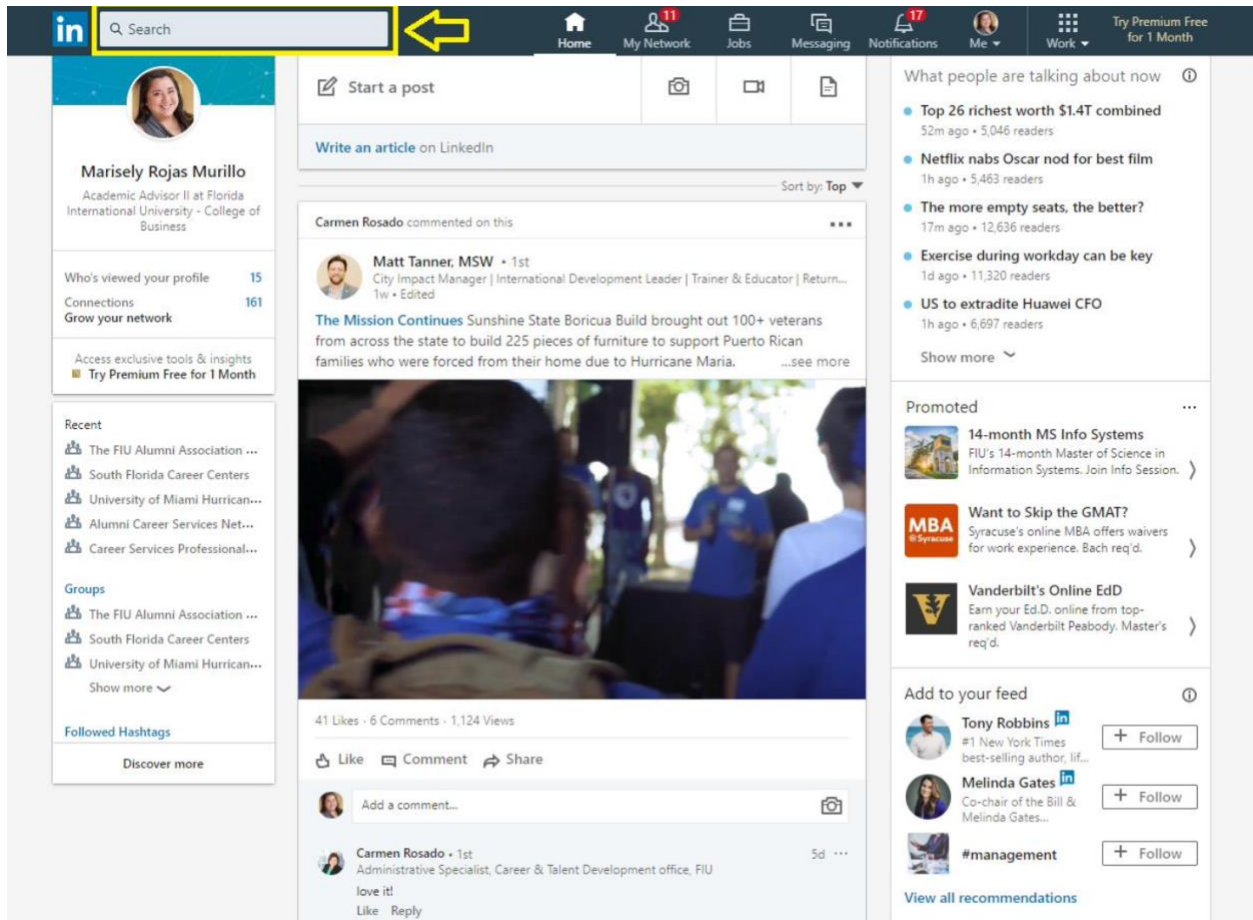 in
Search
Home
11
My Network
Jobs
Messaging
17
Notifications
Me
Work
Try Premium Free
for 1 Month
Marisely Rojas Murillo
Academic Advisor II at Florida
International University - College of
Business
Who's viewed your profile 15
Connections 161
Grow your network
Access exclusive tools & insights
Try Premium Free for 1 Month
Recent
The FIU Alumni Association ...
South Florida Career Centers
University of Miami Hurrican...
Alumni Career Services Net...
Career Services Professional...
Groups
The FIU Alumni Association ...
South Florida Career Centers
University of Miami Hurrican...
Show more
Followed Hashtags
Discover more
Start a post
Write an article on LinkedIn
Sort by: Top
Carmen Rosado commented on this
Matt Tanner, MSW • 1st
City Impact Manager | International Development Leader | Trainer & Educator | Return...
1w • Edited
The Mission Continues Sunshine State Boricua Build brought out 100+ veterans
from across the state to build 225 pieces of furniture to support Puerto Rican
families who were forced from their home due to Hurricane Maria. ...see more
41 Likes · 6 Comments · 1,124 Views
Like Comment Share
Add a comment...
Carmen Rosado • 1st 5d
Administrative Specialist, Career & Talent Development office, FIU
love it!
Like Reply
What people are talking about now
Top 26 richest worth $1.4T combined
52m ago • 5,046 readers
Netflix nabs Oscar nod for best film
1h ago • 5,463 readers
The more empty seats, the better?
17m ago • 12,636 readers
Exercise during workday can be key
1d ago • 11,320 readers
US to extradite Huawei CFO
1h ago • 6,697 readers
Show more
Promoted
14-month MS Info Systems
FIU's 14-month Master of Science in
Information Systems. Join Info Session.
MBA
@Syracuse
Want to Skip the GMAT?
Syracuse's online MBA offers waivers
for work experience. Bach req'd.
V
Vanderbilt's Online EdD
Earn your Ed.D. online from top-
ranked Vanderbilt Peabody. Master's
req'd.
Add to your feed
Tony Robbins in
#1 New York Times
best-selling author, lif...
+ Follow
Melinda Gates in
Co-chair of the Bill &
Melinda Gates...
+ Follow
#management
+ Follow
View all recommendations